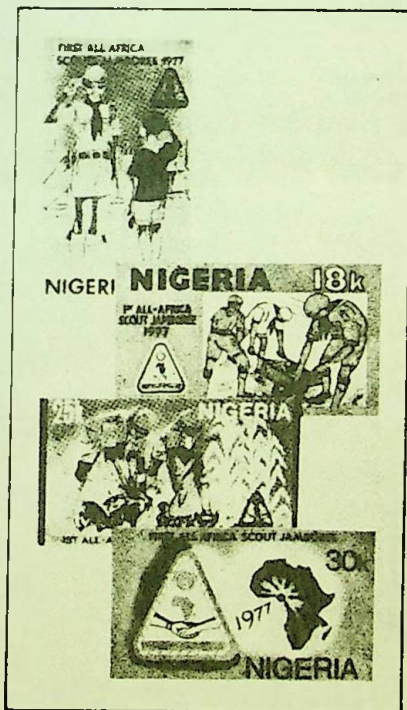 FIRST ALL AFRICA
SCOUT JAMBOREE 1977
NIGERI
NIGERIA 18k
1ST ALL-AFRICA
SCOUT JAMBOREE
1977
25k NIGERIA
1ST ALL-A
FIRST ALL AFRICA SCOUT JAMBOREE
30k
1977
NIGERIA